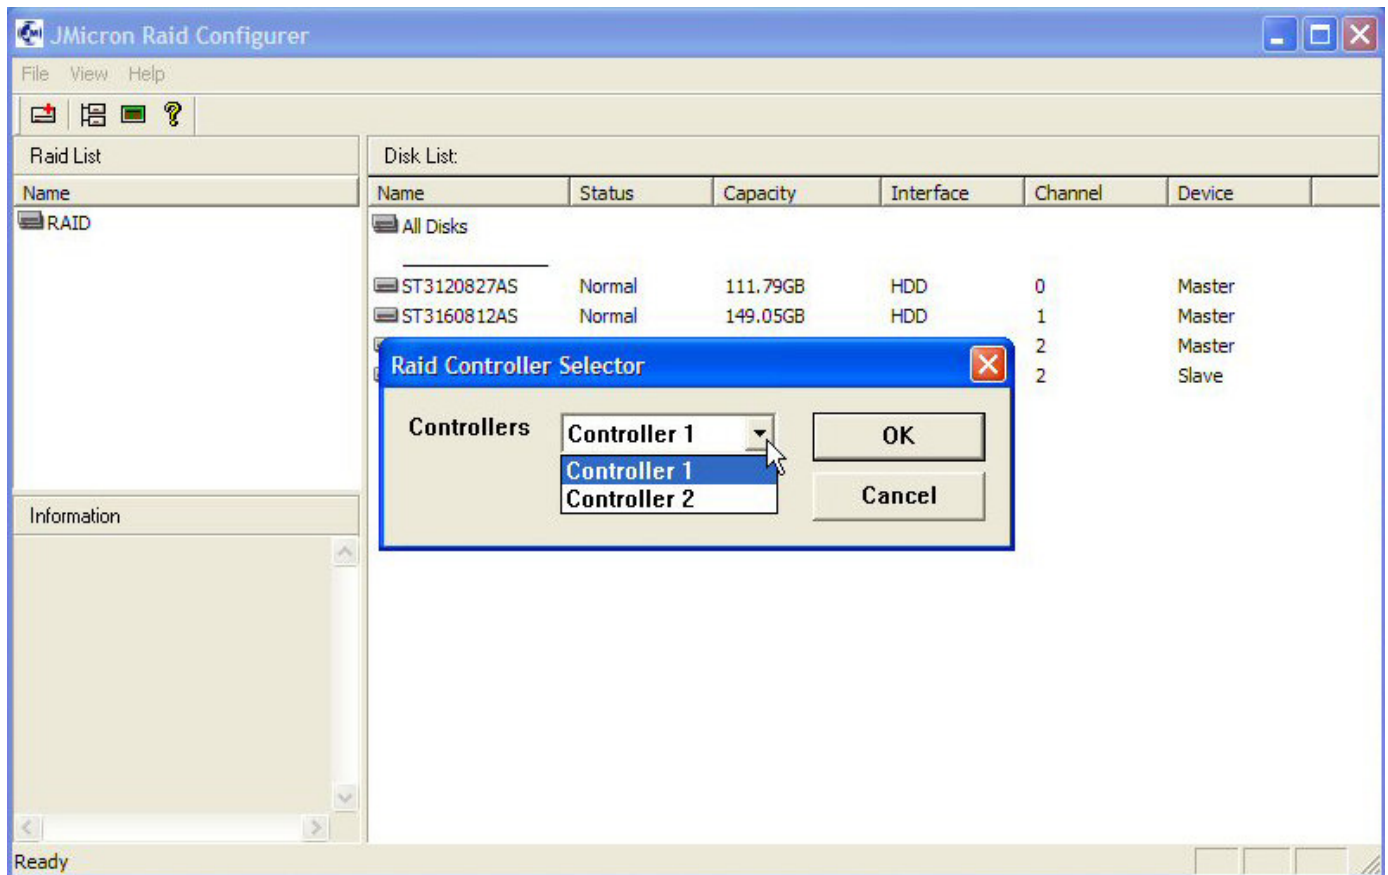 JMicron Raid Configurer
File View Help
Raid List
Disk List:
Name
Name Status Capacity Interface Channel Device
RAID
All Disks
ST3120827AS Normal 111.79GB HDD 0 Master
ST3160812AS Normal 149.05GB HDD 1 Master
2 Master
2 Slave
Raid Controller Selector
Controllers Controller 1 OK
Controller 1
Controller 2
Cancel
Information
Ready